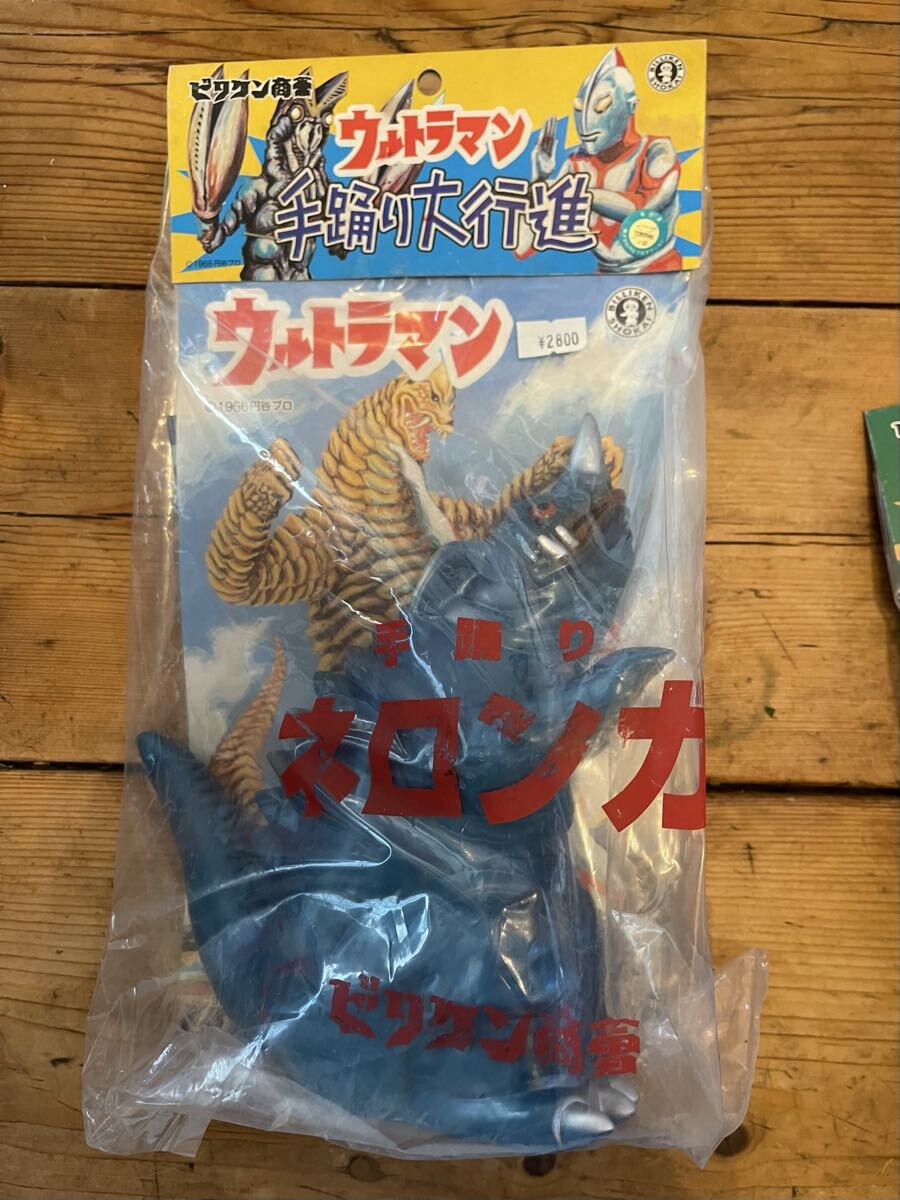 ビリケン商會
BILLIKEN SHOKAI
ウルトラマン
手踊り大行進
©1966円谷プロ
ウルトラマン
BILLIKEN SHOKAI
¥2800
©1966円谷プロ
手踊り
ネロンガ
ビリケン商會